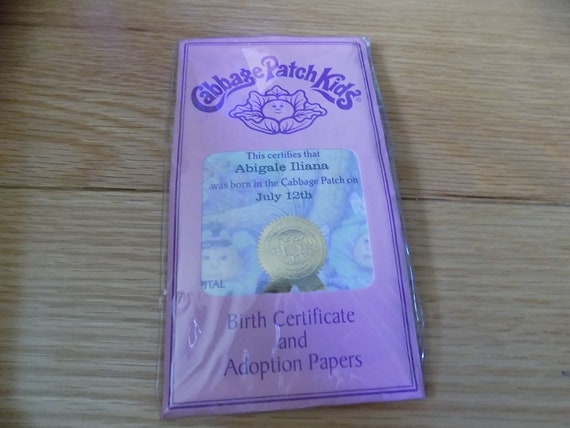 Cabbage Patch Kids®
This certifies that
Abigale Iliana
was born in the Cabbage Patch on
July 12th
PITAL
Birth Certificate
and
Adoption Papers